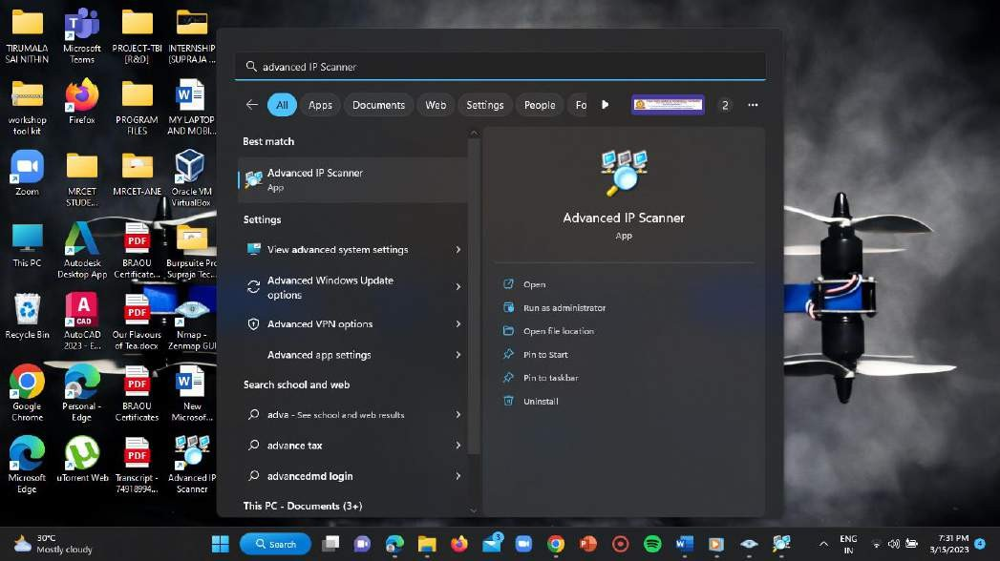 TIRUMALA
SAI NITHIN
Microsoft
Teams
PROJECT-TBI
[R&D]
INTERNSHIP
[SUPRAJA ...
workshop
tool kit
Firefox
PROGRAM
FILES
MY LAPTOP
AND MOBI...
Zoom
MRCET
STUDE...
MRCET-ANE
Oracle VM
VirtualBox
This PC
Autodesk
Desktop App
PDF
BRAOU
Certificate...
Burpsuite Pro
Supraja Tec...
Recycle Bin
A
CAD
AutoCAD
2023 - E...
PDF
Our Flavours
of Tea.docx
Nmap -
Zenmap GUI
Google
Chrome
Personal -
Edge
PDF
BRAOU
Certificates
New
Microsof...
Microsoft
Edge
uTorrent Web
PDF
Transcript -
74918994...
Advanced IP
Scanner
advanced IP Scanner
All
Apps
Documents
Web
Settings
People
Fo
2
Best match
Advanced IP Scanner
App
Settings
View advanced system settings
Advanced Windows Update
options
Advanced VPN options
Advanced app settings
Search school and web
adva - See school and web results
advance tax
advancedmd login
This PC - Documents (3+)
Advanced IP Scanner
App
Open
Run as administrator
Open file location
Pin to Start
Pin to taskbar
Uninstall
30°C
Mostly cloudy
Search
3
ENG
IN
7:31 PM
3/15/2023
4